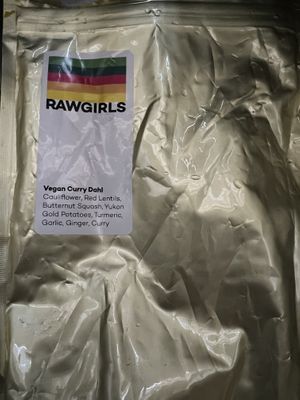 RAWGIRLS
Vegan Curry Dahl
Cauliflower, Red Lentils,
Butternut Squash, Yukon
Gold Potatoes, Turmeric,
Garlic, Ginger, Curry